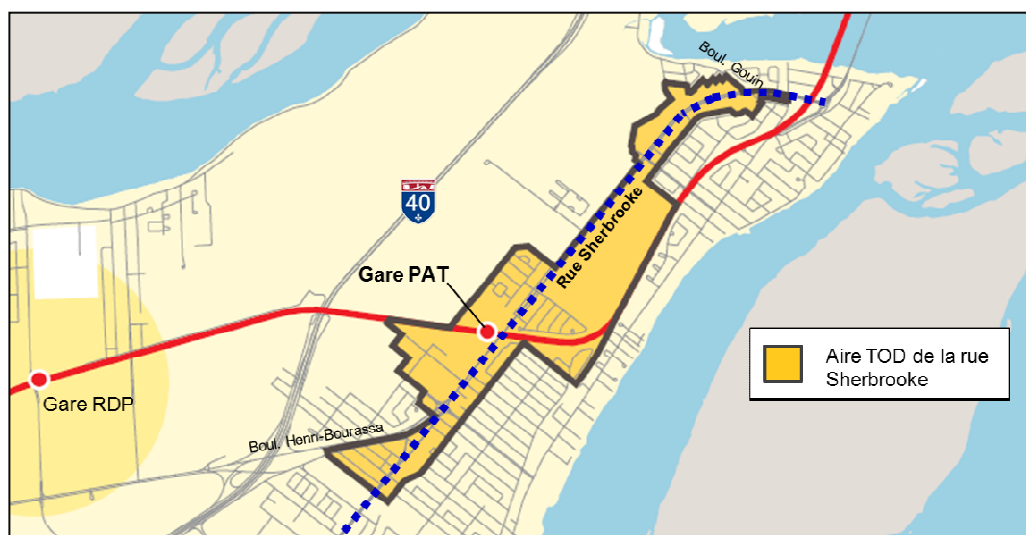 Boul. Gouin
40
Rue Sherbrooke
Gare PAT
Aire TOD de la rue
Sherbrooke
Gare RDP
Boul. Henri-Bourassa